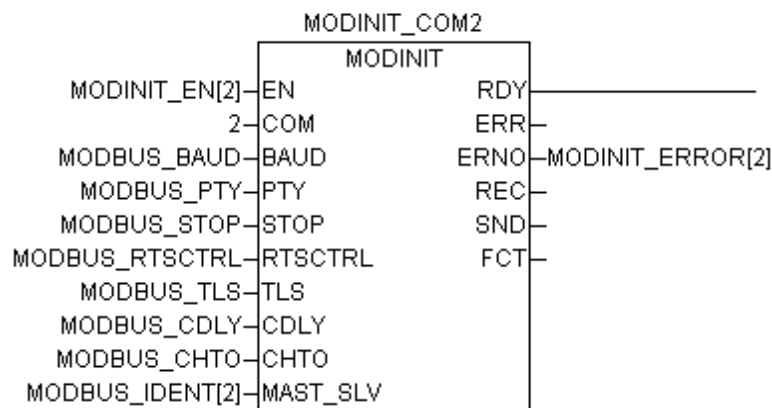 MODINIT_COM2
MODINIT
MODINIT_EN[2] EN RDY
2 COM ERR
MODBUS_BAUD BAUD ERNO MODINIT_ERROR[2]
MODBUS_PTY PTY REC
MODBUS_STOP STOP SND
MODBUS_RTSCTRL RTSCTRL FCT
MODBUS_TLS TLS
MODBUS_CDLY CDLY
MODBUS_CHTO CHTO
MODBUS_IDENT[2] MAST_SLV